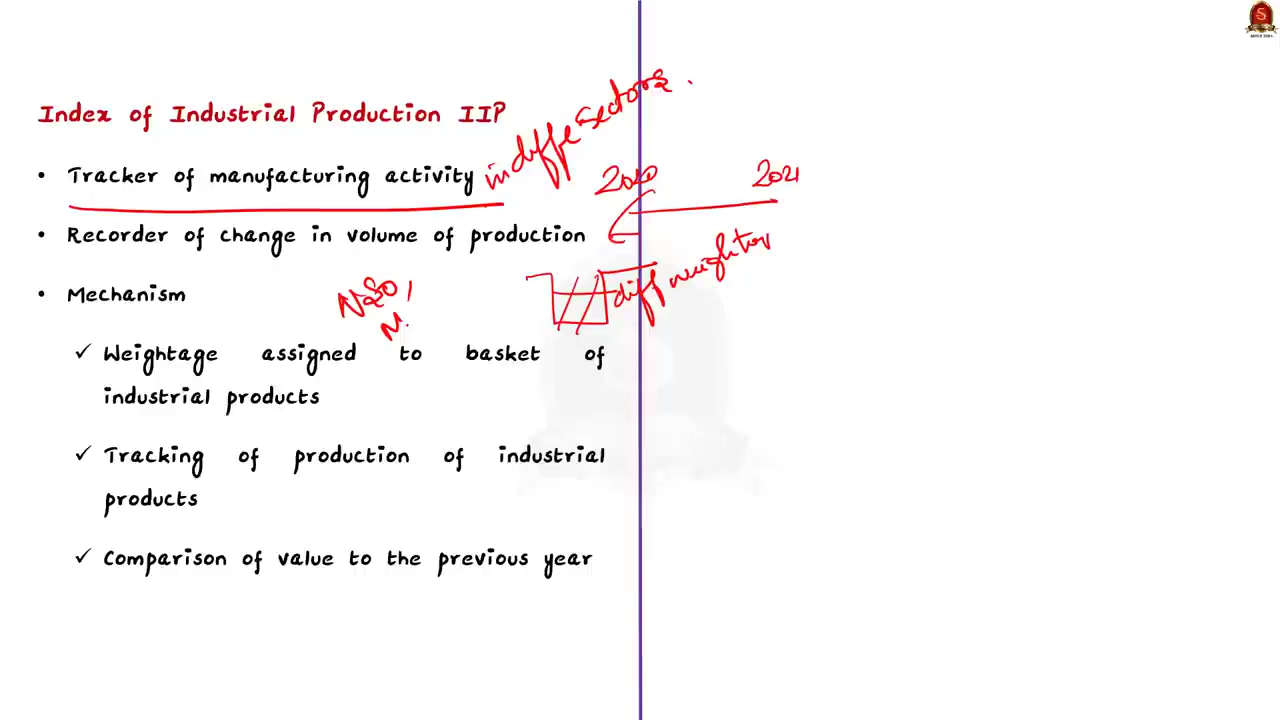 Index of Industrial Production IIP
• Tracker of manufacturing activity in diffe sectors.
2020 2021
• Recorder of change in volume of production
diff weightor
• Mechanism
NSO,
N.
✓ Weightage assigned to basket of
industrial products
✓ Tracking of production of industrial
products
✓ Comparison of value to the previous year